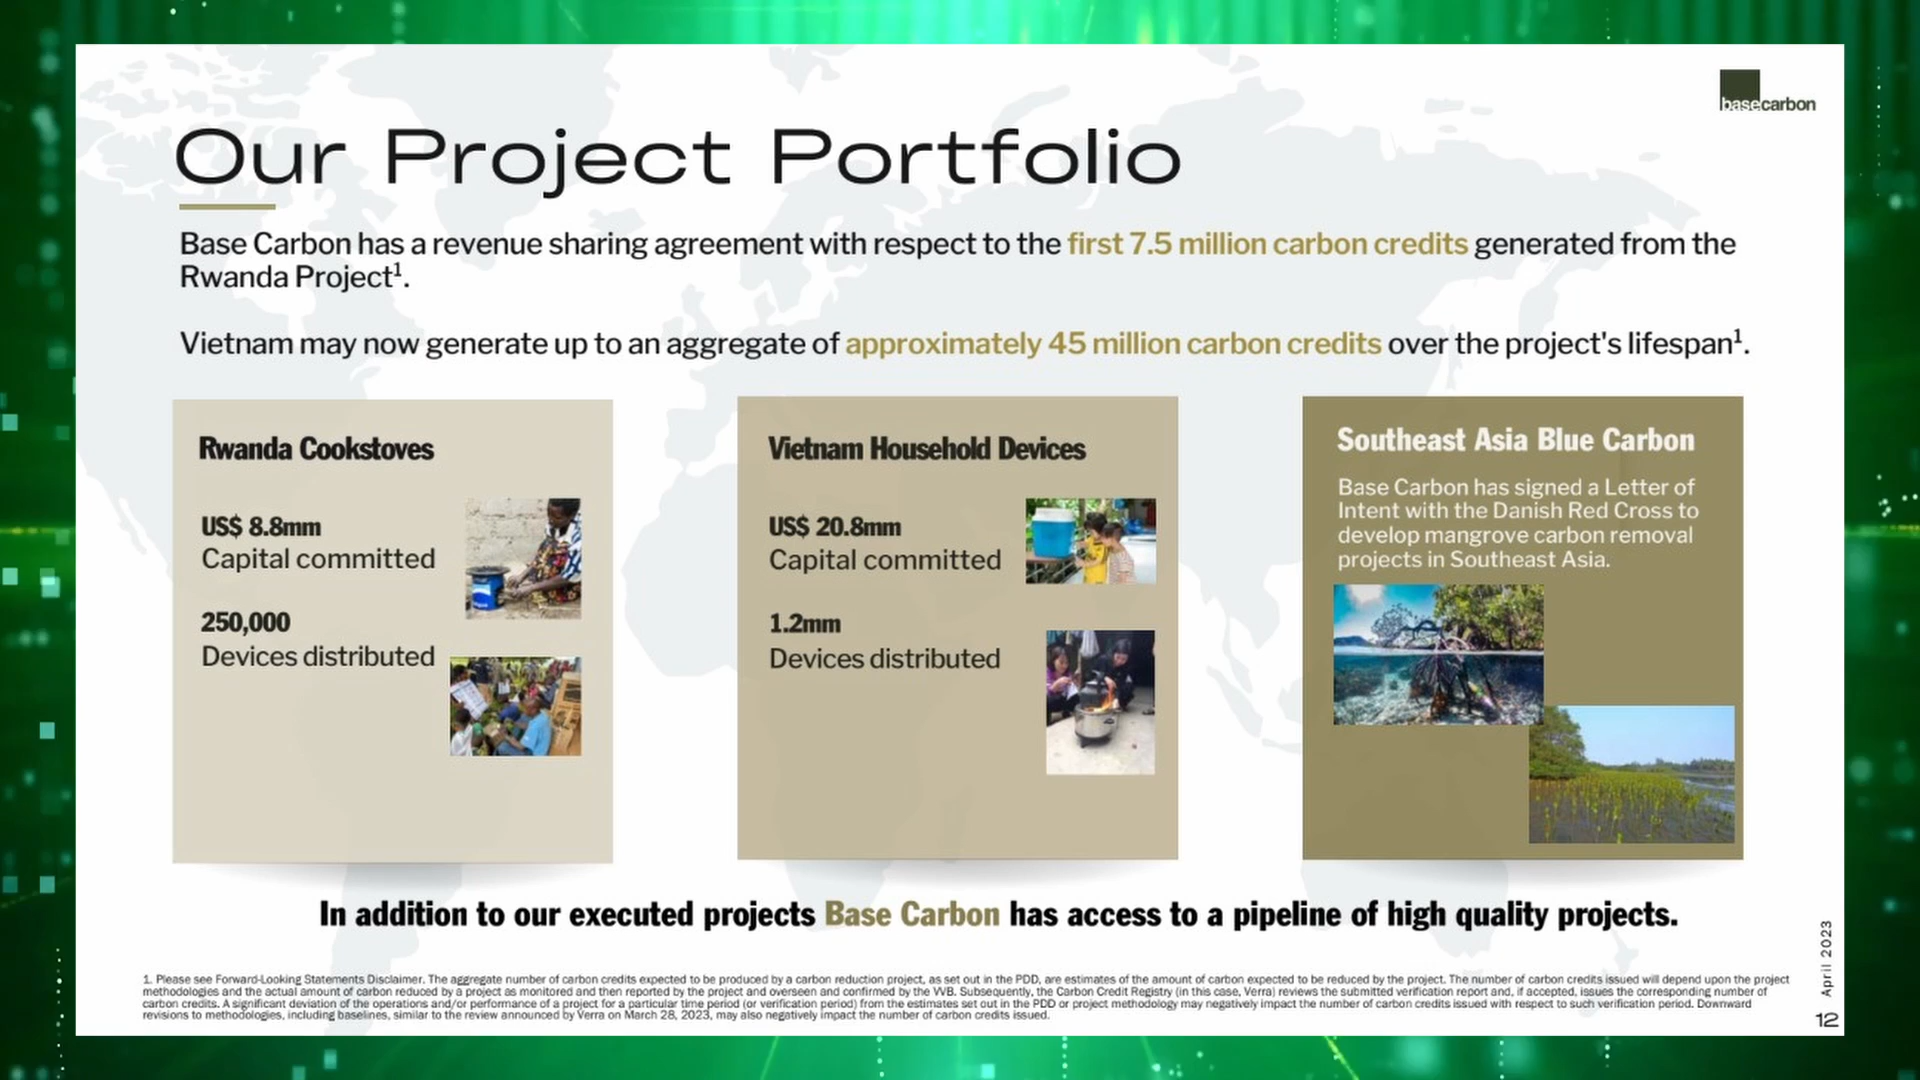 basecarbon
Our Project Portfolio
Base Carbon has a revenue sharing agreement with respect to the first 7.5 million carbon credits generated from the
Rwanda Project¹.
Vietnam may now generate up to an aggregate of approximately 45 million carbon credits over the project's lifespan¹.
Rwanda Cookstoves
US$ 8.8mm
Capital committed
250,000
Devices distributed
Vietnam Household Devices
US$ 20.8mm
Capital committed
1.2mm
Devices distributed
Southeast Asia Blue Carbon
Base Carbon has signed a Letter of
Intent with the Danish Red Cross to
develop mangrove carbon removal
projects in Southeast Asia.
In addition to our executed projects Base Carbon has access to a pipeline of high quality projects.
1. Please see Forward-Looking Statements Disclaimer. The aggregate number of carbon credits expected to be produced by a carbon reduction project, as set out in the PDD, are estimates of the amount of carbon expected to be reduced by the project. The number of carbon credits issued will depend upon the project
methodologies and the actual amount of carbon reduced by a project as monitored and then reported by the project and overseen and confirmed by the VVB. Subsequently, the Carbon Credit Registry (in this case, Verra) reviews the submitted verification report and, if accepted, issues the corresponding number of
carbon credits. A significant deviation of the operations and/or performance of a project for a particular time period (or verification period) from the estimates set out in the PDD or project methodology may negatively impact the number of carbon credits issued with respect to such verification period. Downward
revisions to methodologies, including baselines, similar to the review announced by Verra on March 28, 2023, may also negatively impact the number of carbon credits issued.
April 2023
12